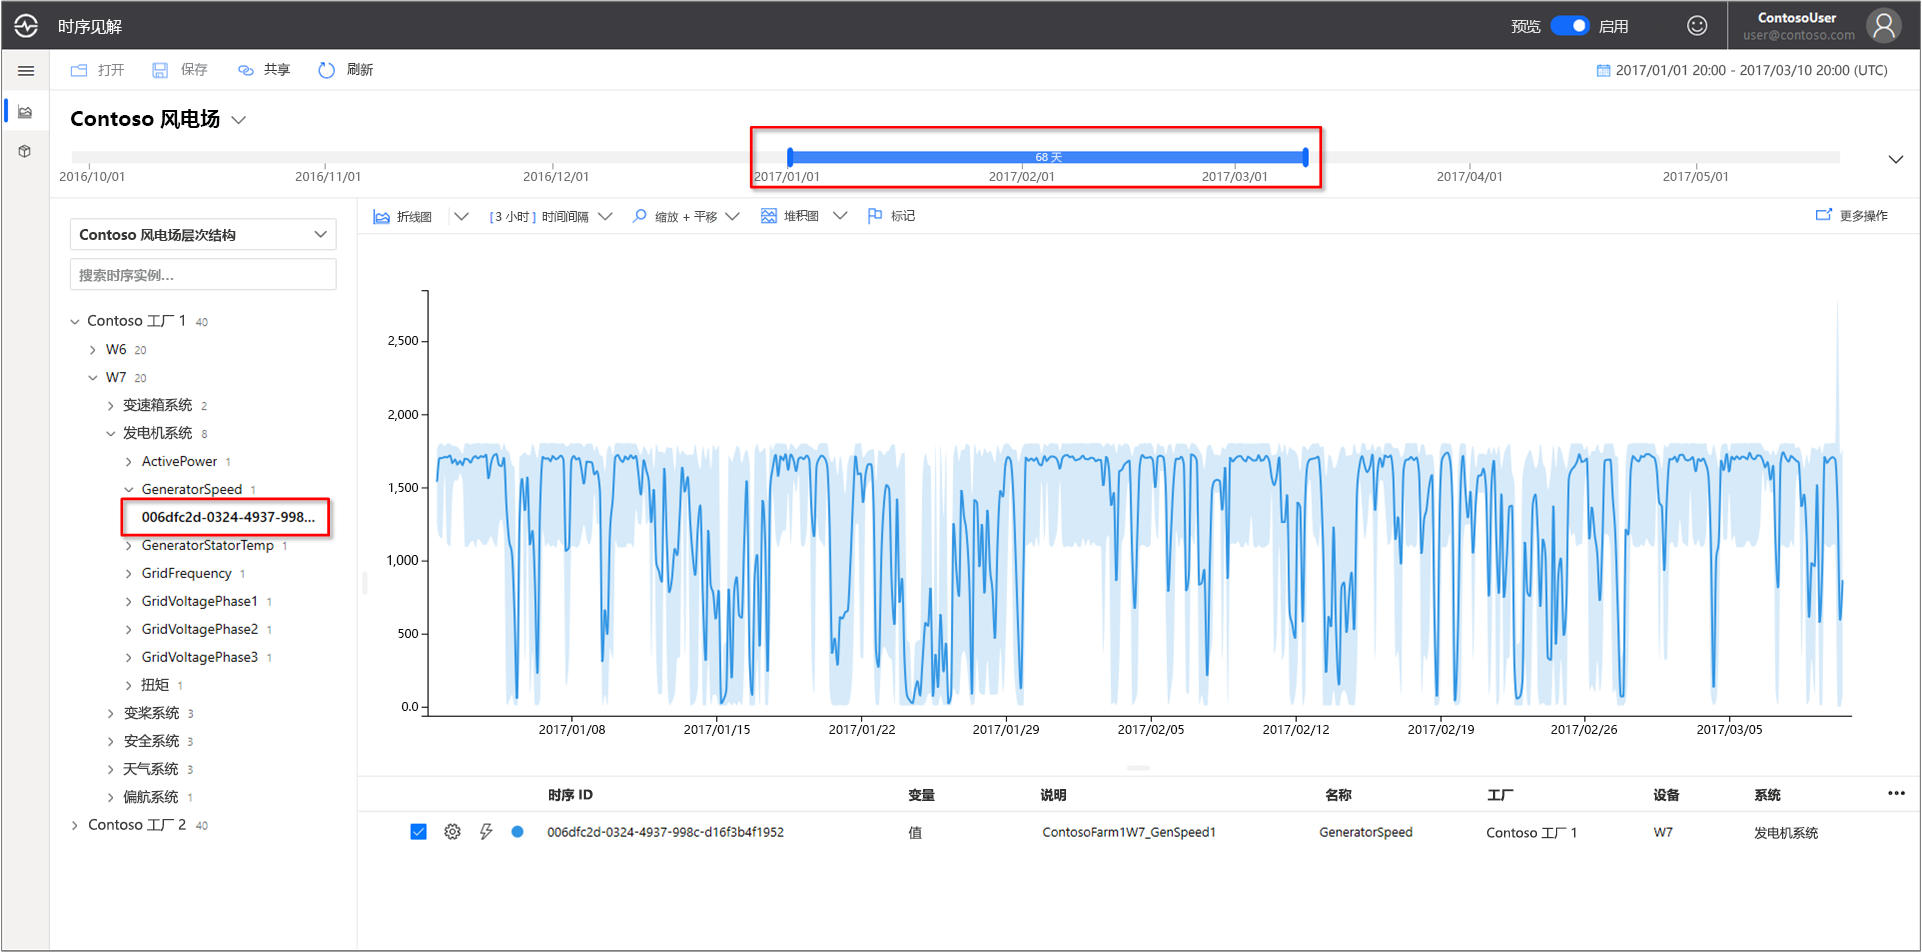 时序见解
预览 启用
ContosoUser
user@contoso.com
打开 保存 共享 刷新
2017/01/01 20:00 - 2017/03/10 20:00 (UTC)
Contoso 风电场
68 天
2016/10/01 2016/11/01 2016/12/01 2017/01/01 2017/02/01 2017/03/01 2017/04/01 2017/05/01
折线图 [ 3 小时 ] 时间间隔 缩放 + 平移 堆积图 标记 更多操作
Contoso 风电场层次结构
搜索时序实例...
Contoso 工厂 1 40
W6 20
W7 20
变速箱系统 2
发电机系统 8
ActivePower 1
GeneratorSpeed 1
006dfc2d-0324-4937-998...
GeneratorStatorTemp 1
GridFrequency 1
GridVoltagePhase1 1
GridVoltagePhase2 1
GridVoltagePhase3 1
扭矩 1
变桨系统 3
安全系统 3
天气系统 3
偏航系统 1
Contoso 工厂 2 40
2,500
2,000
1,500
1,000
500
0.0
2017/01/08 2017/01/15 2017/01/22 2017/01/29 2017/02/05 2017/02/12 2017/02/19 2017/02/26 2017/03/05
时序 ID 变量 说明 名称 工厂 设备 系统
006dfc2d-0324-4937-998c-d16f3b4f1952 值 ContosoFarm1W7_GenSpeed1 GeneratorSpeed Contoso 工厂 1 W7 发电机系统